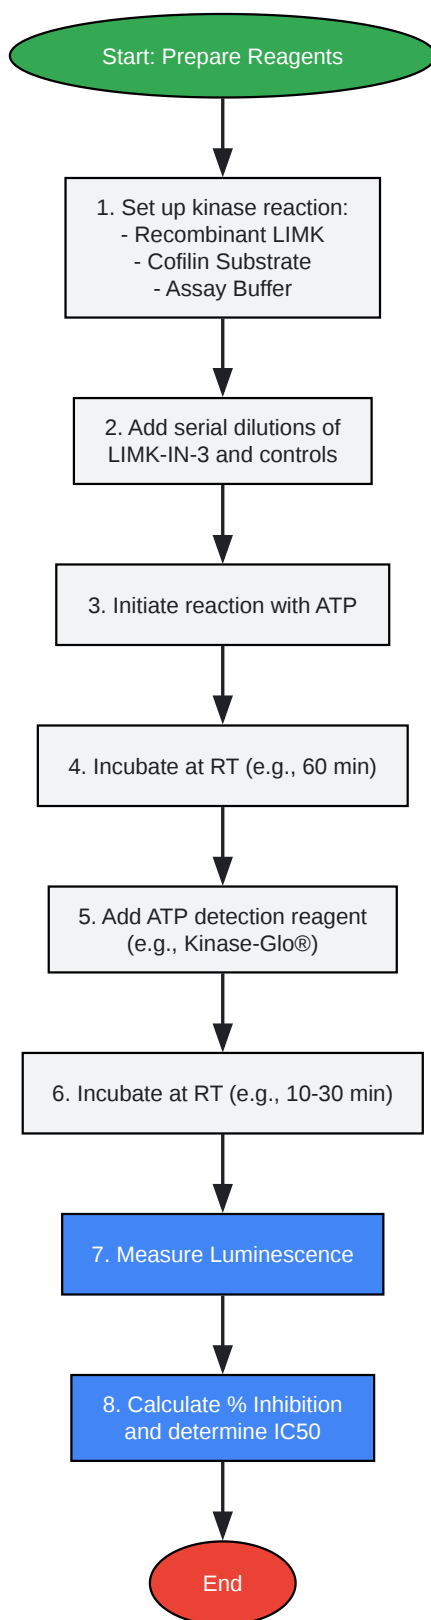 Start: Prepare Reagents
1. Set up kinase reaction:
- Recombinant LIMK
- Cofilin Substrate
- Assay Buffer
2. Add serial dilutions of
LIMK-IN-3 and controls
3. Initiate reaction with ATP
4. Incubate at RT (e.g., 60 min)
5. Add ATP detection reagent
(e.g., Kinase-Glo®)
6. Incubate at RT (e.g., 10-30 min)
7. Measure Luminescence
8. Calculate % Inhibition
and determine IC50
End